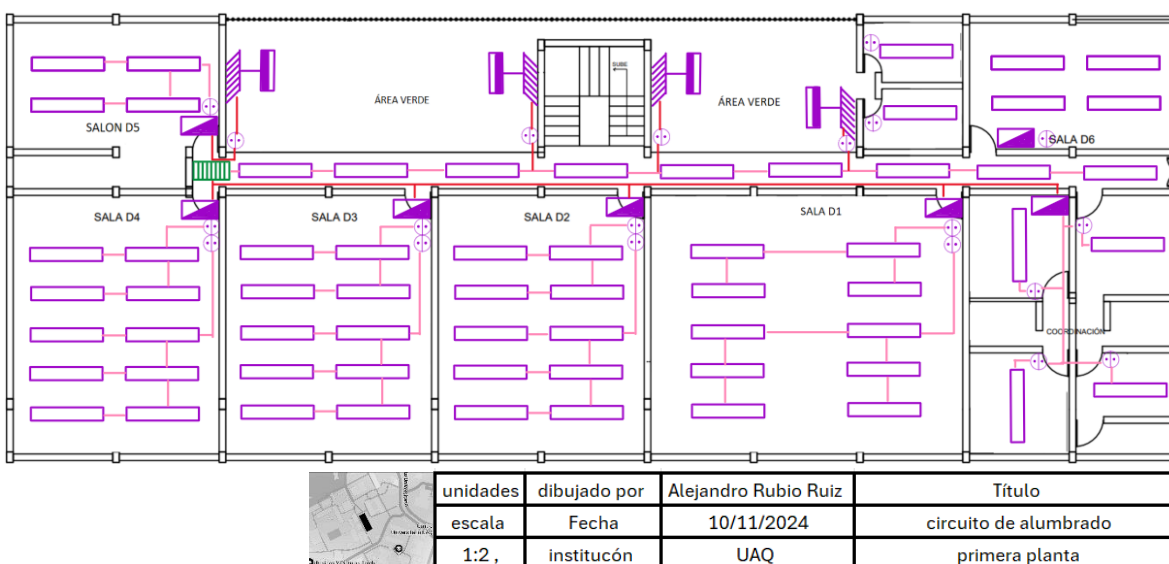 SUBE
ÁREA VERDE
ÁREA VERDE
SALON D5
SALA D6
SALA D4
SALA D3
SALA D2
SALA D1
COORDINACIÓN
unidades dibujado por Alejandro Rubio Ruiz Título
escala Fecha 10/11/2024 circuito de alumbrado
1:2 , institucón UAQ primera planta